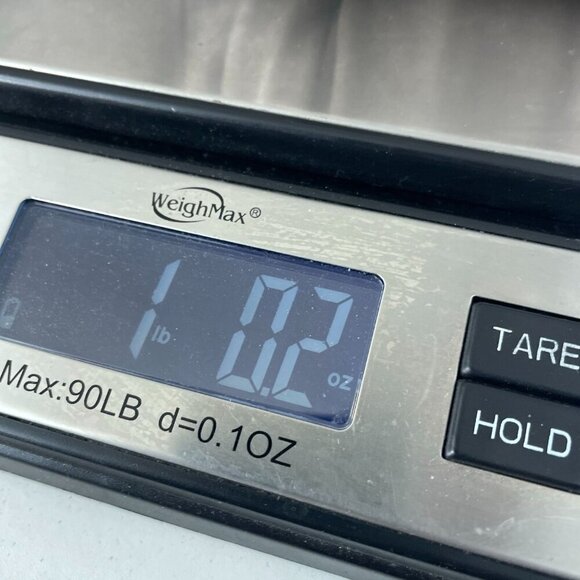 WeighMax®
1 lb 0.2 oz
TARE
Max:90LB d=0.1OZ
HOLD